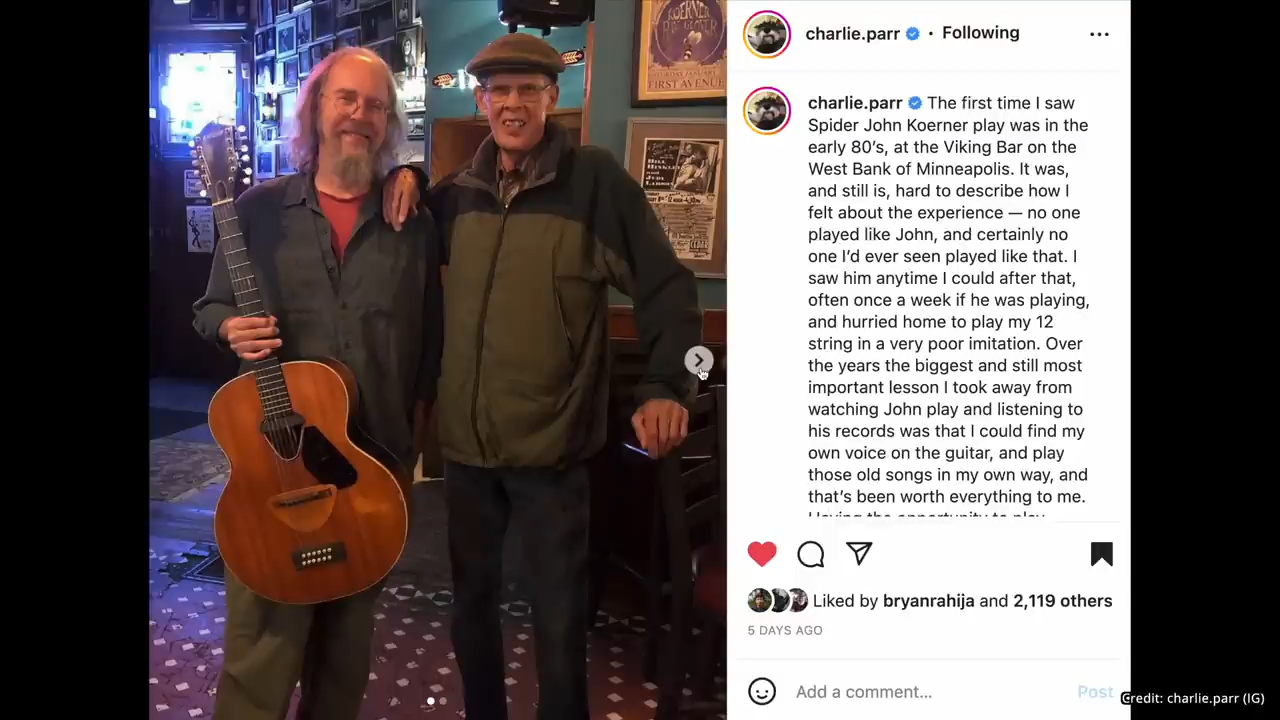 KOERNER
FIRST AVENUE
CEDAR
charlie.parr • Following
charlie.parr The first time I saw
Spider John Koerner play was in the
early 80’s, at the Viking Bar on the
West Bank of Minneapolis. It was,
and still is, hard to describe how I
felt about the experience — no one
played like John, and certainly no
one I’d ever seen played like that. I
saw him anytime I could after that,
often once a week if he was playing,
and hurried home to play my 12
string in a very poor imitation. Over
the years the biggest and still most
important lesson I took away from
watching John play and listening to
his records was that I could find my
own voice on the guitar, and play
those old songs in my own way, and
that’s been worth everything to me.
Having the opportunity to play
Liked by bryanrahija and 2,119 others
5 DAYS AGO
Add a comment...
Post
Credit: charlie.parr (IG)